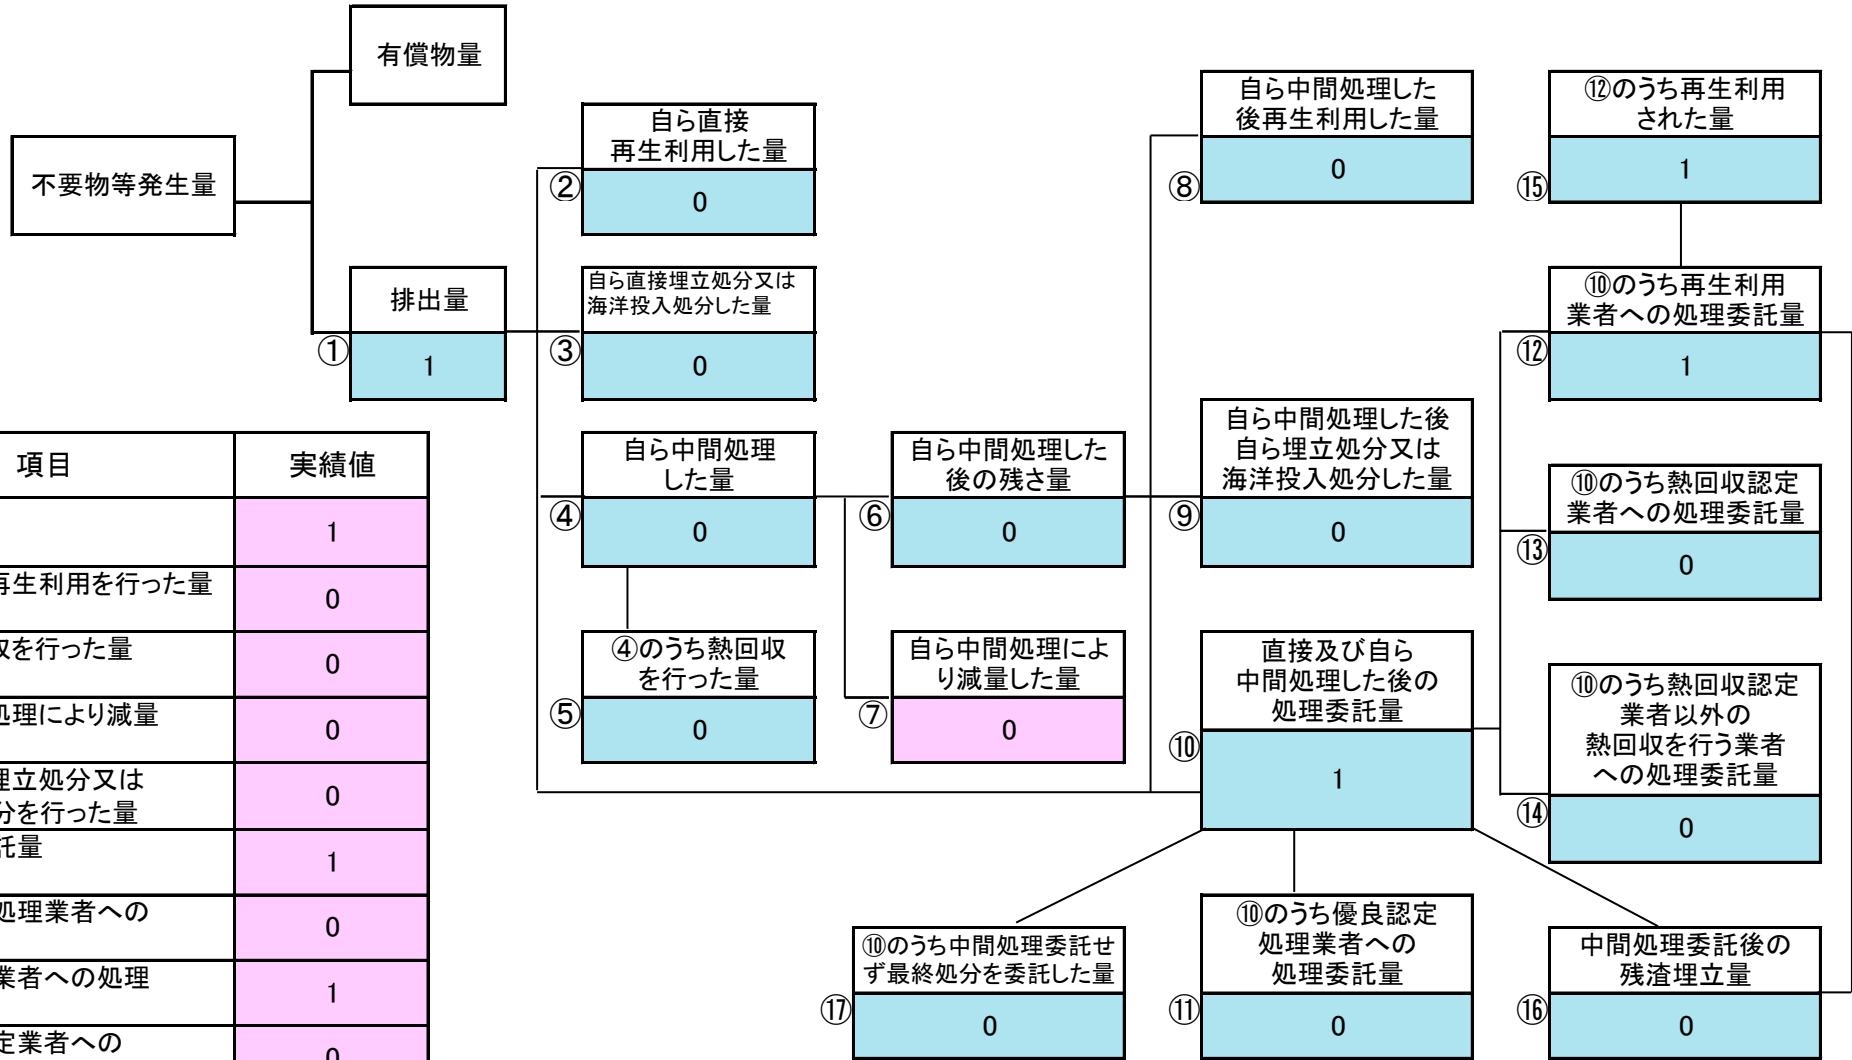 有償物量
不要物等発生量
排出量
①
1
自ら直接
再生利用した量
②
0
自ら直接埋立処分又は
海洋投入処分した量
③
0
自ら中間処理
した量
④
0
④のうち熱回収
を行った量
⑤
0
自ら中間処理した
後の残さ量
⑥
0
自ら中間処理によ
り減量した量
⑦
0
自ら中間処理した
後再生利用した量
⑧
0
自ら中間処理した後
自ら埋立処分又は
海洋投入処分した量
⑨
0
直接及び自ら
中間処理した後の
処理委託量
⑩
1
⑫のうち再生利用
された量
⑮
1
⑩のうち再生利用
業者への処理委託量
⑫
1
⑩のうち熱回収認定
業者への処理委託量
⑬
0
⑩のうち熱回収認定
業者以外の
熱回収を行う業者
への処理委託量
⑭
0
⑩のうち中間処理委託せ
ず最終処分を委託した量
⑰
0
⑩のうち優良認定
処理業者への
処理委託量
⑪
0
中間処理委託後の
残渣埋立量
⑯
0
項目 実績値
1
再生利用を行った量
0
収を行った量
0
処理により減量
0
埋立処分又は
分を行った量
0
託量
1
処理業者への
0
業者への処理
1
定業者への
0